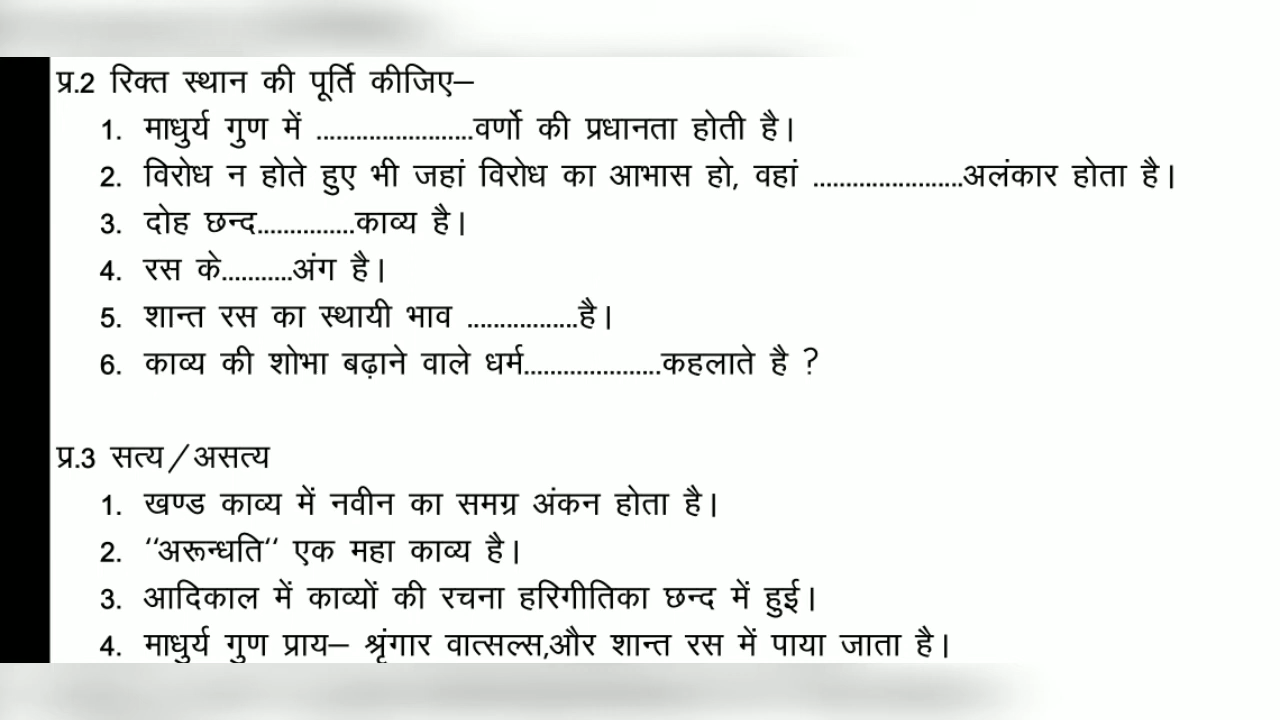 प्र.2 रिक्त स्थान की पूर्ति कीजिए–
1. माधुर्य गुण में ........................वर्णो की प्रधानता होती है।
2. विरोध न होते हुए भी जहां विरोध का आभास हो, वहां .......................अलंकार होता है।
3. दोह छन्द...............काव्य है।
4. रस के...........अंग है।
5. शान्त रस का स्थायी भाव .................है।
6. काव्य की शोभा बढ़ाने वाले धर्म.....................कहलाते है ?
प्र.3 सत्य/असत्य
1. खण्ड काव्य में नवीन का समग्र अंकन होता है।
2. ‘‘अरून्धति‘‘ एक महा काव्य है।
3. आदिकाल में काव्यों की रचना हरिगीतिका छन्द में हुई।
4. माधुर्य गुण प्राय– श्रृंगार वात्सल्स,और शान्त रस में पाया जाता है।